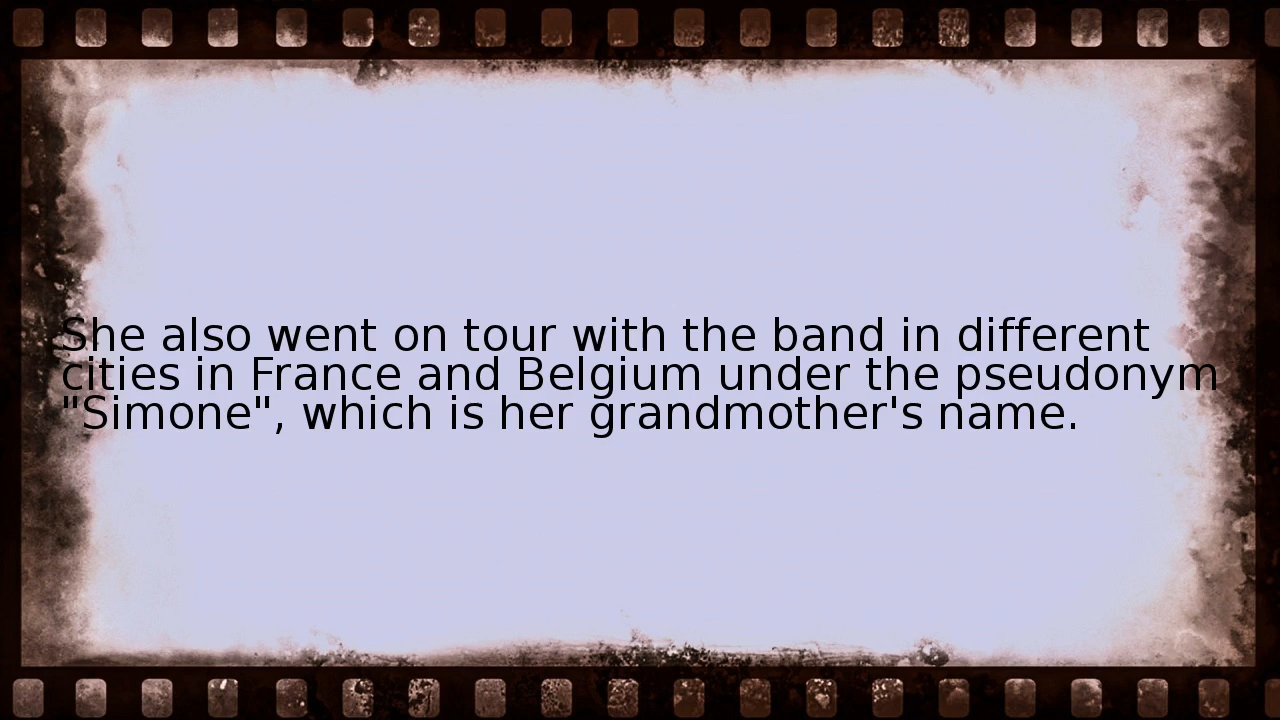 She also went on tour with the band in different
cities in France and Belgium under the pseudonym
"Simone", which is her grandmother's name.